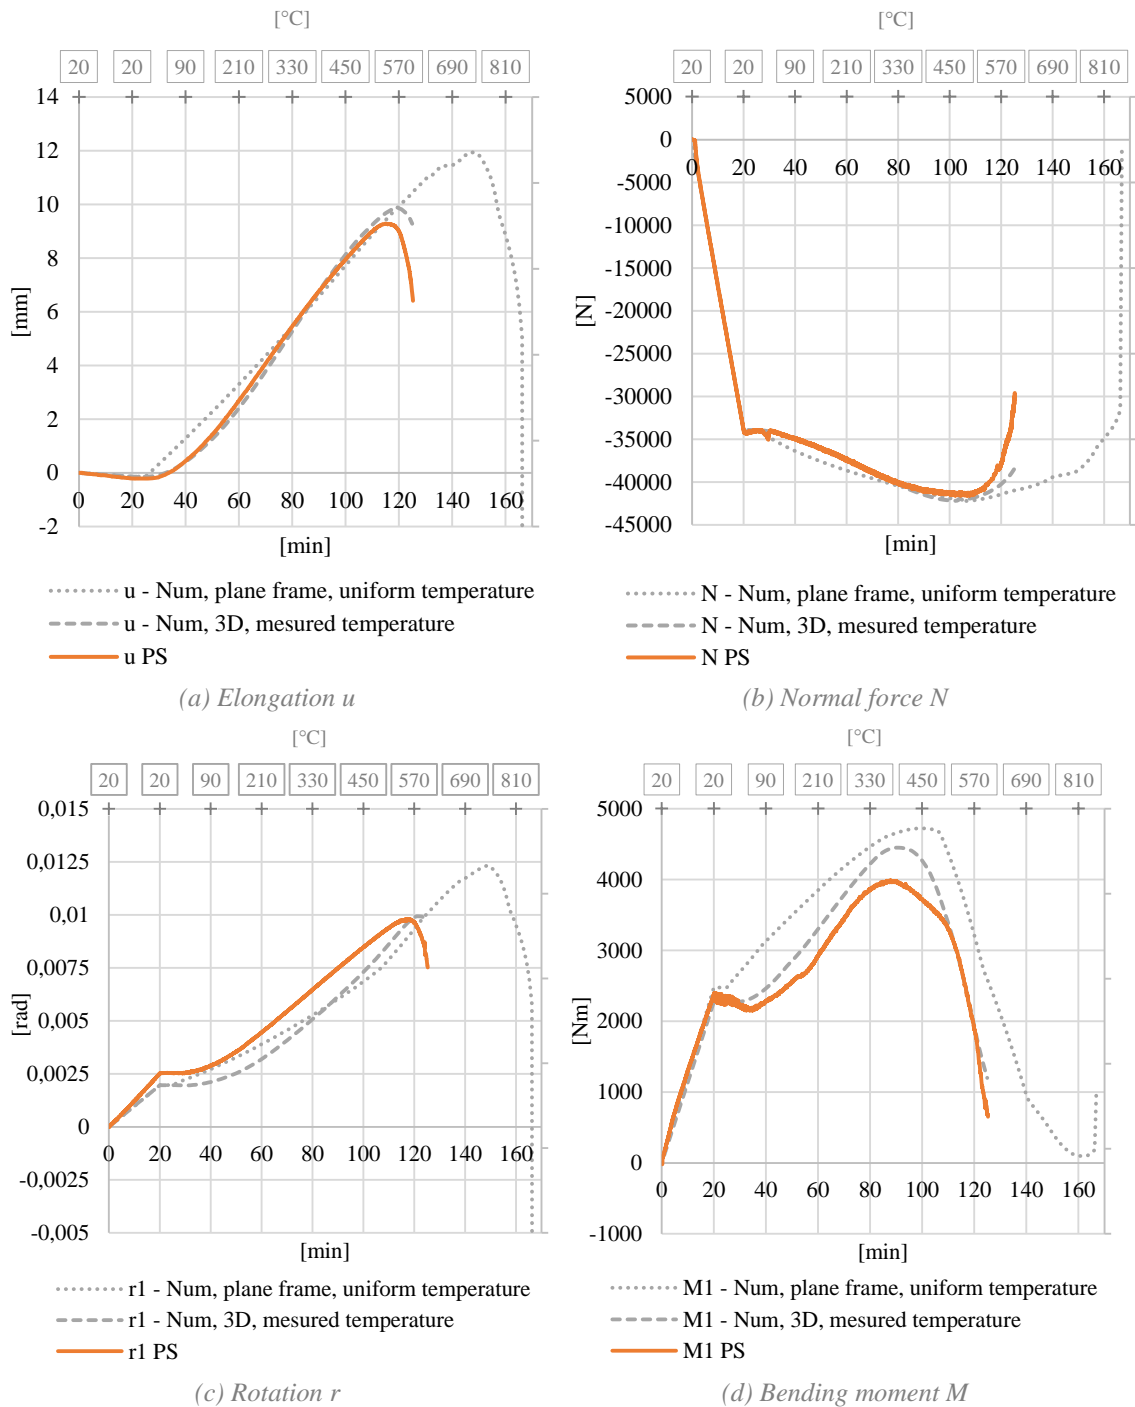 [°C]
20 20 90 210 330 450 570 690 810
14
12
10
8
6
4
2
0
-2
0 20 40 60 80 100 120 140 160
[mm]
[min]
u - Num, plane frame, uniform temperature
u - Num, 3D, mesured temperature
u PS
(a) Elongation u
[°C]
20 20 90 210 330 450 570 690 810
5000
0
-5000
-10000
-15000
-20000
-25000
-30000
-35000
-40000
-45000
0 20 40 60 80 100 120 140 160
[N]
[min]
N - Num, plane frame, uniform temperature
N - Num, 3D, mesured temperature
N PS
(b) Normal force N
[°C]
20 20 90 210 330 450 570 690 810
0,015
0,0125
0,01
0,0075
0,005
0,0025
0
-0,0025
-0,005
0 20 40 60 80 100 120 140 160
[rad]
[min]
r1 - Num, plane frame, uniform temperature
r1 - Num, 3D, mesured temperature
r1 PS
(c) Rotation r
[°C]
20 20 90 210 330 450 570 690 810
5000
4000
3000
2000
1000
0
-1000
0 20 40 60 80 100 120 140 160
[Nm]
[min]
M1 - Num, plane frame, uniform temperature
M1 - Num, 3D, mesured temperature
M1 PS
(d) Bending moment M